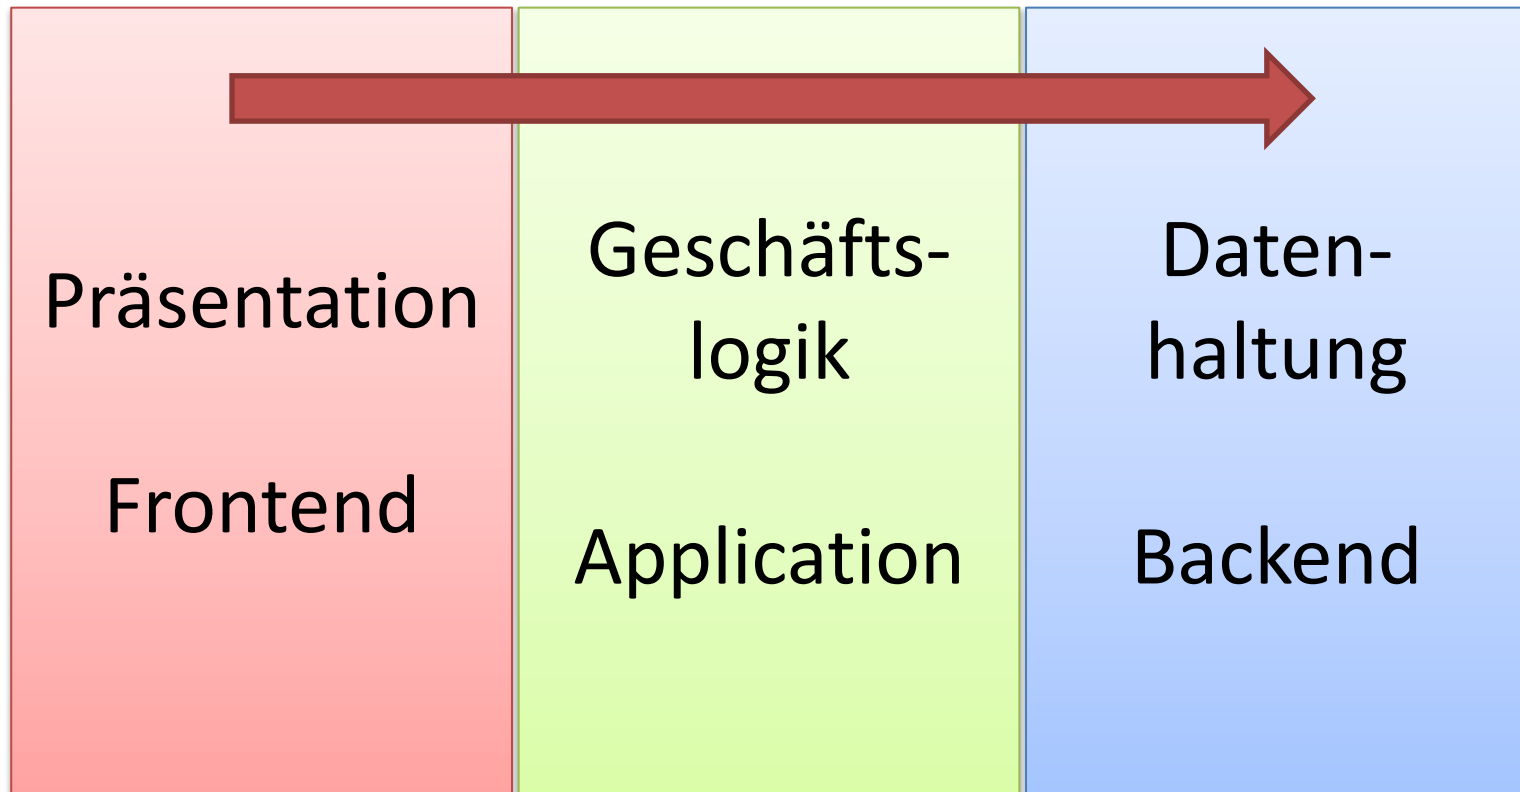 Präsentation
Frontend
Geschäfts-
logik
Application
Daten-
haltung
Backend